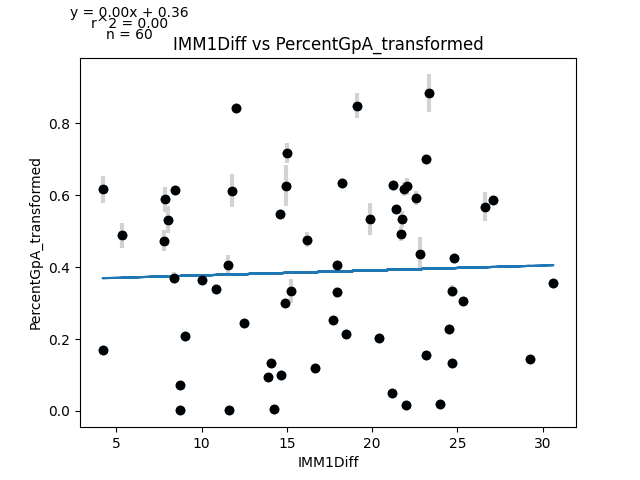 y = 0.00x + 0.36
r^2 = 0.00
n = 60
IMM1Diff vs PercentGpA_transformed
PercentGpA_transformed
0.8
0.6
0.4
0.2
0.0
5 10 15 20 25 30
IMM1Diff